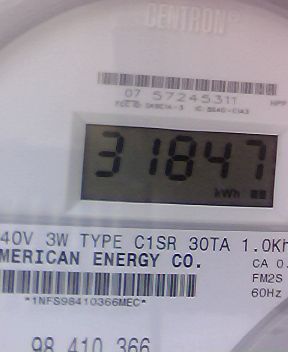 CENTRON®
07 57245311
31847
kWh
40V 3W TYPE C1SR 30TA 1.0Kh
MERICAN ENERGY CO.
CA 0.
FM2S
60Hz
*1NFS98410366MEC*
98 410 366